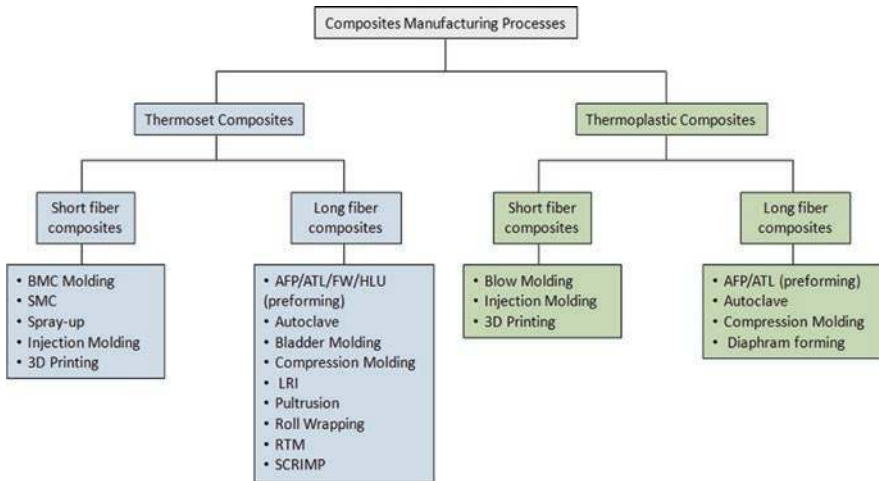 Composites Manufacturing Processes
Thermoset Composites
Thermoplastic Composites
Short fiber
composites
Long fiber
composites
Short fiber
composites
Long fiber
composites
• BMC Molding
• SMC
• Spray-up
• Injection Molding
• 3D Printing
• AFP/ATL/FW/HLU
(preforming)
• Autoclave
• Bladder Molding
• Compression Molding
• LRI
• Pultrusion
• Roll Wrapping
• RTM
• SCRIMP
• Blow Molding
• Injection Molding
• 3D Printing
• AFP/ATL (preforming)
• Autoclave
• Compression Molding
• Diaphram forming